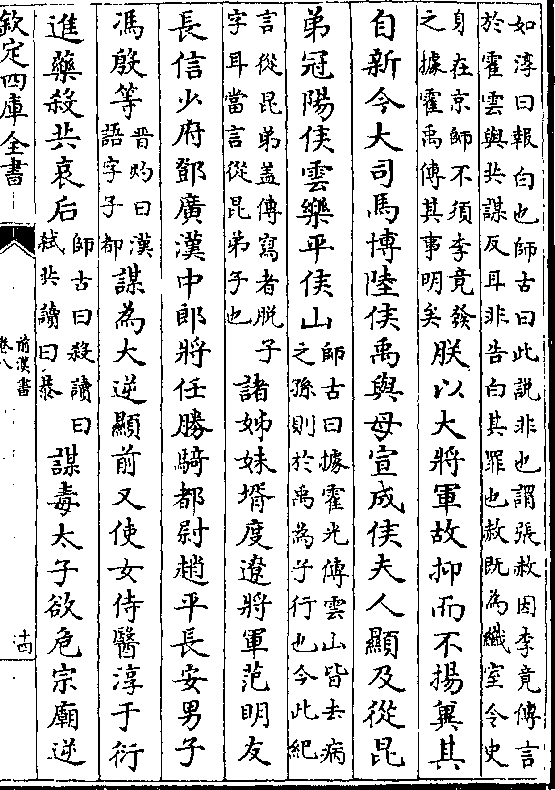 如淳曰報白也師古曰此說非也謂張赦因李竟傳言
於霍雲與共謀反耳非告白其罪也赦既為織室令史
身在京師不須李竟發
之據霍禹傳其事明矣
朕以大將軍故抑而不揚兾其
自新今大司馬博陸侯禹與母宣成侯夫人顯及從昆
弟冠陽侯雲樂平侯山
師古曰據霍光傳雲山皆去病
之孫則於禹為子行也今此紀
言從昆弟盖傳寫者脱子
字耳當言從昆弟子也
諸姊妹壻度遼將軍范明友
長信少府鄧廣漢中郎將任勝騎都尉趙平長安男子
馮殷等
晋灼曰漢
語字子都
謀為大逆顯前又使女侍醫淳于衍
進藥殺共哀后
師古曰殺讀曰
弑共讀曰恭
謀毒太子欲危宗廟逆
欽定四庫全書
前漢書
卷八
十四